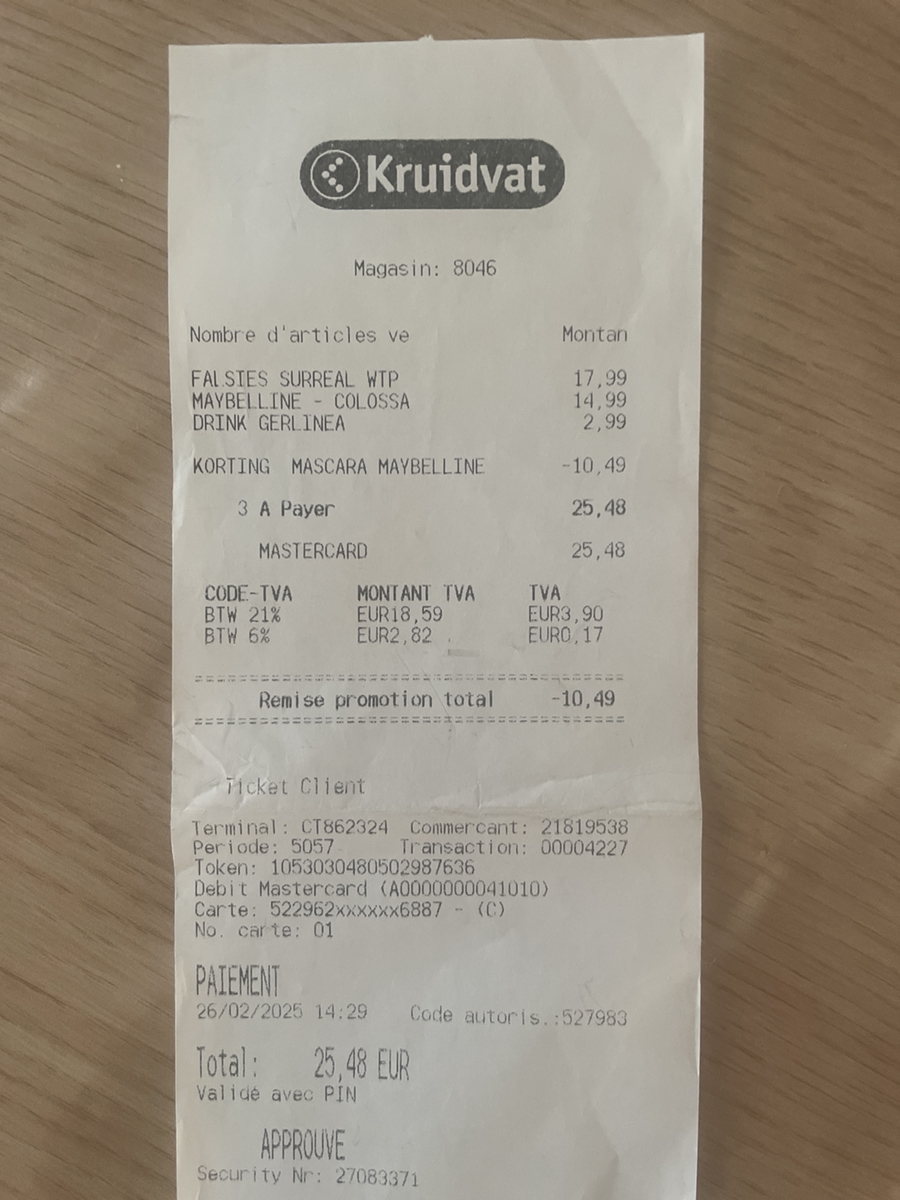 Kruidvat
Magasin: 8046
Nombre d'articles ve Montan
FALSIES SURREAL WTP 17,99
MAYBELLINE - COLOSSA 14,99
DRINK GERLINEA 2,99
KORTING MASCARA MAYBELLINE -10,49
3 A Payer 25,48
MASTERCARD 25,48
CODE-TVA MONTANT TVA TVA
BTW 21% EUR18,59 EUR3,90
BTW 6% EUR2,82 EUR0,17
Remise promotion total -10,49
Ticket Client
Terminal: CT862324 Commercant: 21819538
Periode: 5057 Transaction: 00004227
Token: 1053030480502987636
Debit Mastercard (A0000000041010)
Carte: 522962xxxxxx6887 - (C)
No. carte: 01
PAIEMENT
26/02/2025 14:29 Code autoris.:527983
Total: 25,48 EUR
Validé avec PIN
APPROUVE
Security Nr: 27083371